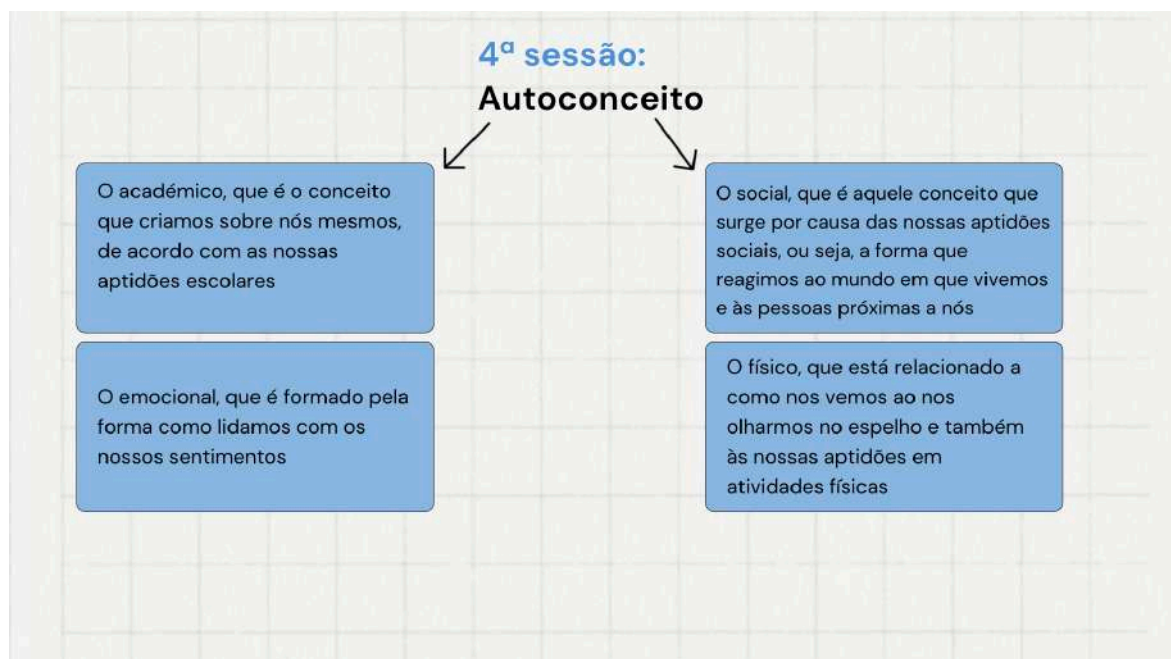 4ª sessão:
Autoconceito
O académico, que é o conceito
que criamos sobre nós mesmos,
de acordo com as nossas
aptidões escolares
O social, que é aquele conceito que
surge por causa das nossas aptidões
sociais, ou seja, a forma que
reagimos ao mundo em que vivemos
e às pessoas próximas a nós
O emocional, que é formado pela
forma como lidamos com os
nossos sentimentos
O físico, que está relacionado a
como nos vemos ao nos
olharmos no espelho e também
às nossas aptidões em
atividades físicas